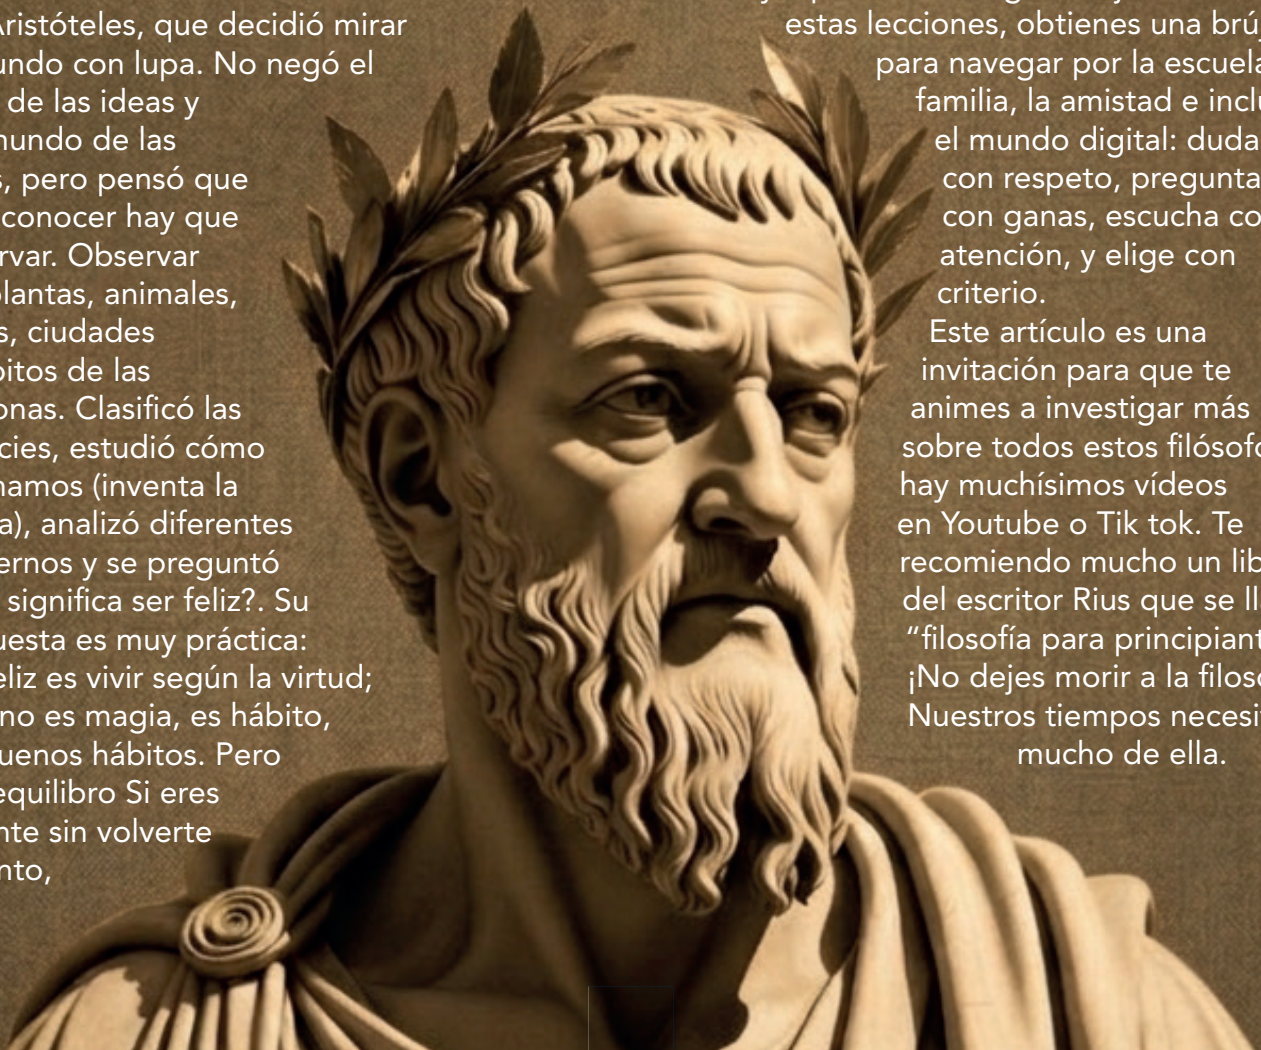 Aristóteles, que decidió mirar
undo con lupa. No negó el
de las ideas y
mundo de las
s, pero pensó que
conocer hay que
rvar. Observar
plantas, animales,
s, ciudades
bitos de las
onas. Clasificó las
cies, estudió cómo
namos (inventa la
a), analizó diferentes
ernos y se preguntó
significa ser feliz?. Su
uesta es muy práctica:
eliz es vivir según la virtud;
no es magia, es hábito,
uenos hábitos. Pero
equilibro Si eres
nte sin volverte
nto,
estas lecciones, obtienes una brúj
para navegar por la escuela
familia, la amistad e inclu
el mundo digital: duda
con respeto, pregunta
con ganas, escucha co
atención, y elige con
criterio.
Este artículo es una
invitación para que te
animes a investigar más
sobre todos estos filósofo
hay muchísimos vídeos
en Youtube o Tik tok. Te
recomiendo mucho un lib
del escritor Rius que se ll
“filosofía para principiant
¡No dejes morir a la filoso
Nuestros tiempos necesi
mucho de ella.